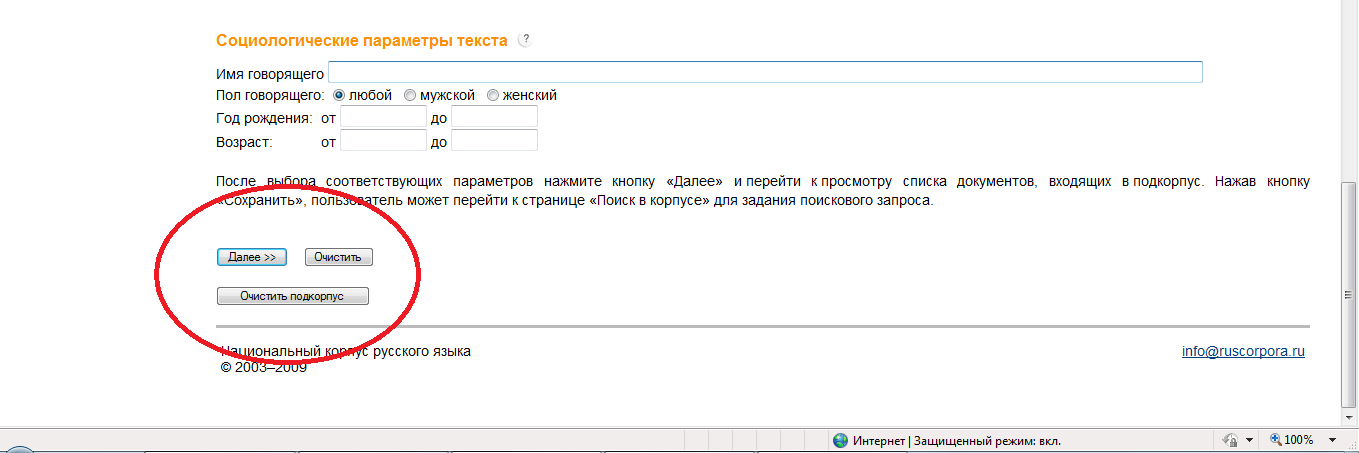 Социологические параметры текста ?
Имя говорящего
Пол говорящего: любой мужской женский
Год рождения: от до
Возраст: от до
После выбора соответствующих параметров нажмите кнопку «Далее» и перейти к просмотру списка документов, входящих в подкорпус. Нажав кнопку
«Сохранить», пользователь может перейти к странице «Поиск в корпусе» для задания поискового запроса.
Далее >> Очистить
Очистить подкорпус
Национальный корпус русского языка info@ruscorpora.ru
© 2003–2009
Интернет | Защищенный режим: вкл. 100%